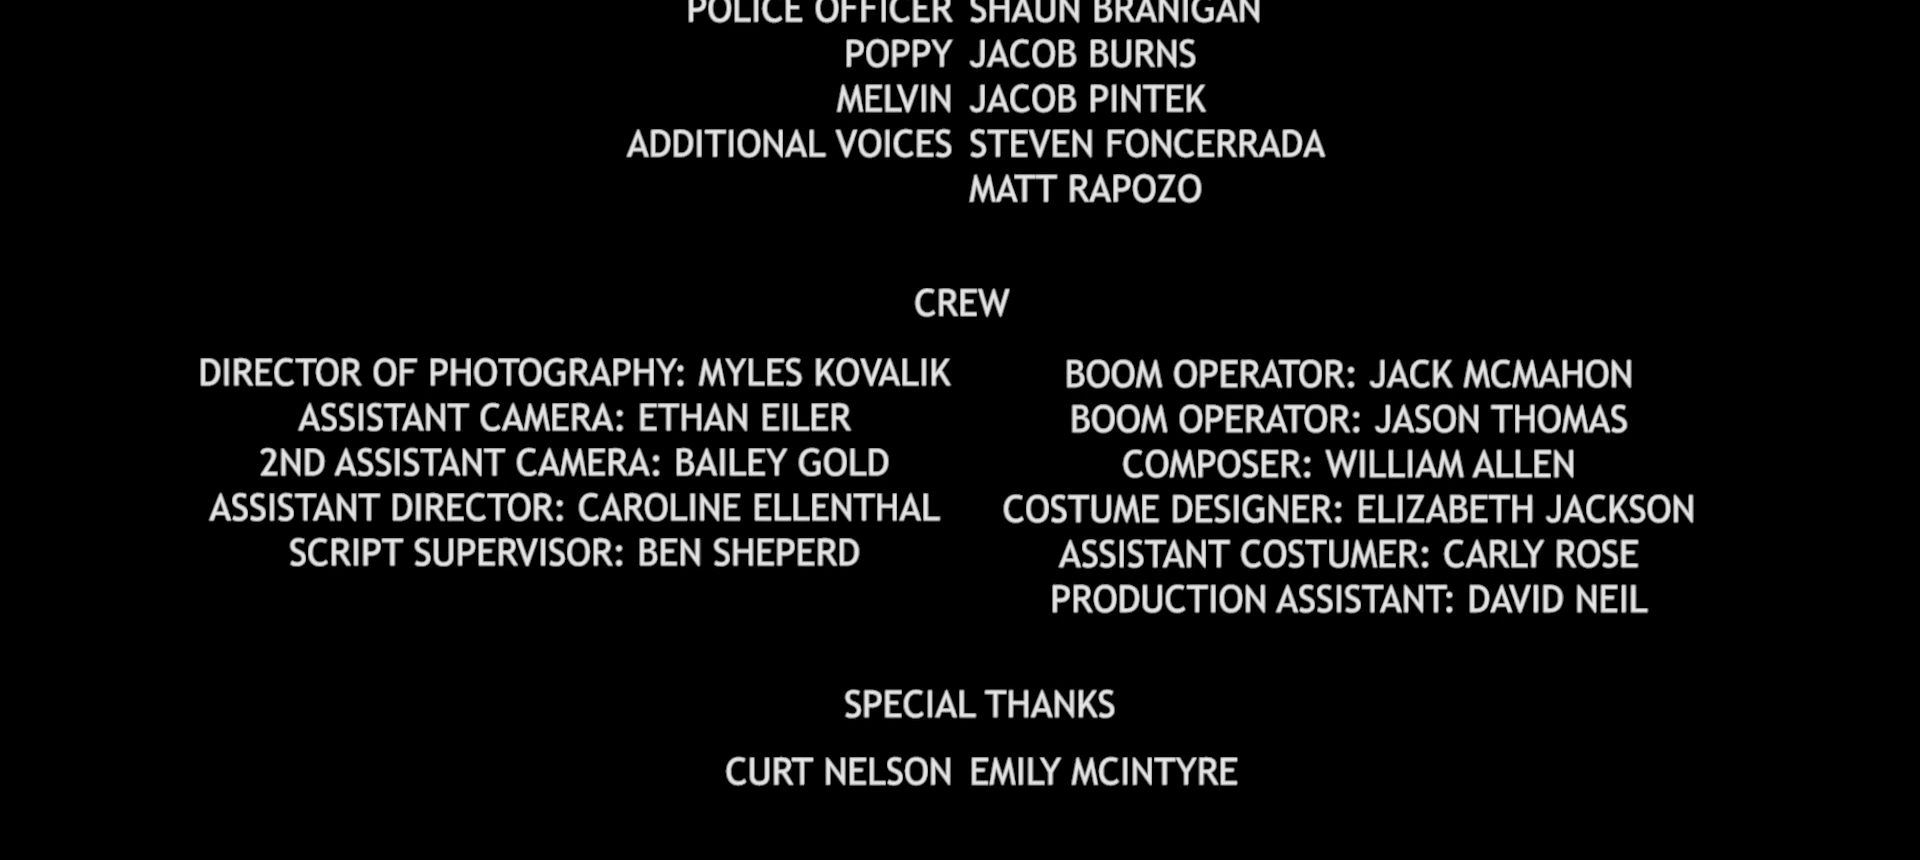 POLICE OFFICER SHAUN BRANIGAN
POPPY JACOB BURNS
MELVIN JACOB PINTEK
ADDITIONAL VOICES STEVEN FONCERRADA
MATT RAPOZO
CREW
DIRECTOR OF PHOTOGRAPHY: MYLES KOVALIK
ASSISTANT CAMERA: ETHAN EILER
2ND ASSISTANT CAMERA: BAILEY GOLD
ASSISTANT DIRECTOR: CAROLINE ELLENTHAL
SCRIPT SUPERVISOR: BEN SHEPERD
BOOM OPERATOR: JACK MCMAHON
BOOM OPERATOR: JASON THOMAS
COMPOSER: WILLIAM ALLEN
COSTUME DESIGNER: ELIZABETH JACKSON
ASSISTANT COSTUMER: CARLY ROSE
PRODUCTION ASSISTANT: DAVID NEIL
SPECIAL THANKS
CURT NELSON EMILY MCINTYRE